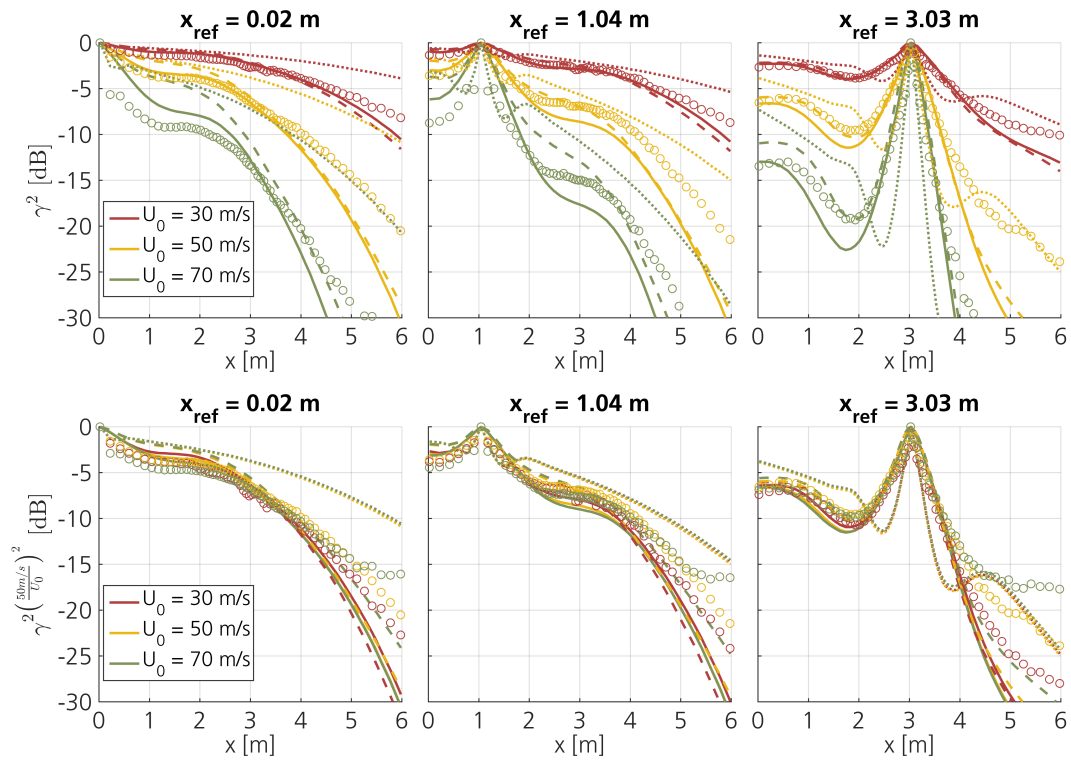 x_ref = 0.02 m
x_ref = 1.04 m
x_ref = 3.03 m
γ² [dB]
0
-5
-10
-15
-20
-25
-30
U_0 = 30 m/s
U_0 = 50 m/s
U_0 = 70 m/s
0 1 2 3 4 5 6
0 1 2 3 4 5 6
0 1 2 3 4 5 6
x [m]
x [m]
x [m]
x_ref = 0.02 m
x_ref = 1.04 m
x_ref = 3.03 m
γ²(50m/s / U_0)² [dB]
0
-5
-10
-15
-20
-25
-30
U_0 = 30 m/s
U_0 = 50 m/s
U_0 = 70 m/s
0 1 2 3 4 5 6
0 1 2 3 4 5 6
0 1 2 3 4 5 6
x [m]
x [m]
x [m]